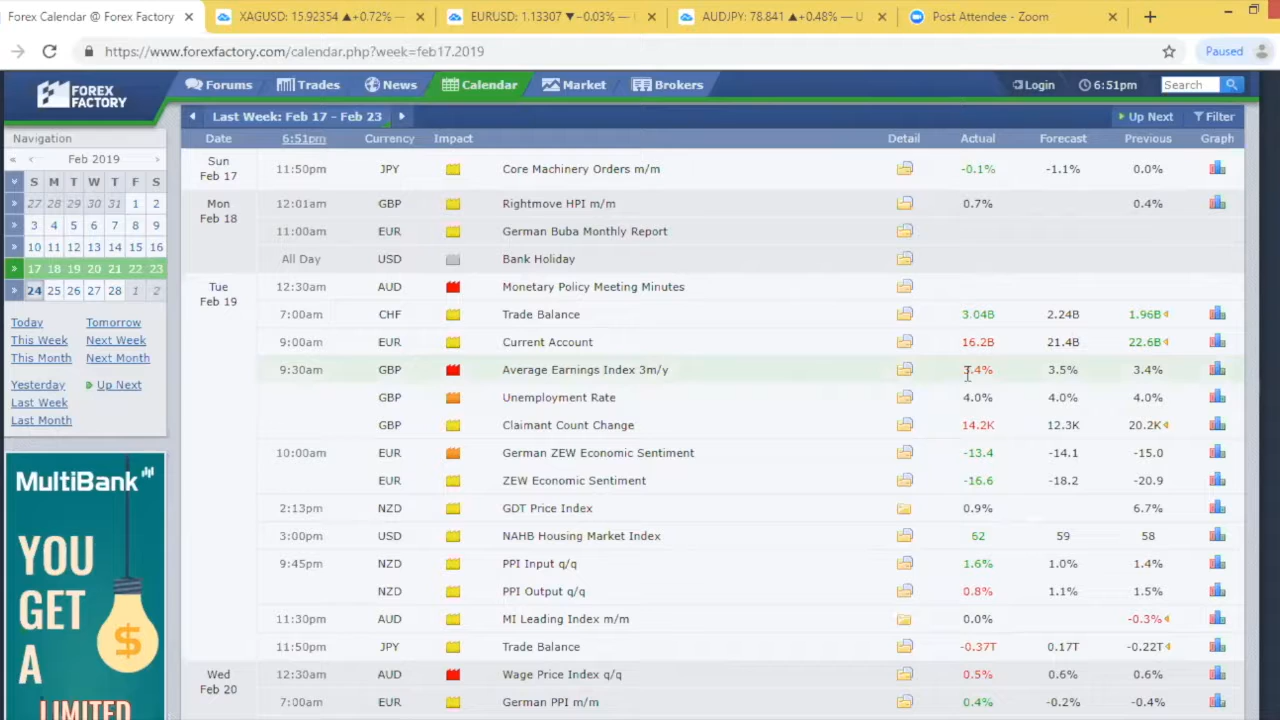 Forex Calendar @ Forex Factory
XAGUSD: 15.92354 ▲+0.72% —
EURUSD: 1.13307 ▼−0.03% —
AUDJPY: 78.841 ▲+0.48% — U
Post Attendee - Zoom
https://www.forexfactory.com/calendar.php?week=feb17.2019
Paused
FOREX FACTORY
Forums Trades News Calendar Market Brokers
Login 6:51pm Search
Navigation
« ‹ Feb 2019 ›
S M T W T F S
27 28 29 30 31 1 2
3 4 5 6 7 8 9
10 11 12 13 14 15 16
17 18 19 20 21 22 23
24 25 26 27 28 1 2
Today Tomorrow
This Week Next Week
This Month Next Month
Yesterday Up Next
Last Week
Last Month
MultiBank
YOU
GET
A
LIMITED
Last Week: Feb 17 - Feb 23 Up Next Filter
Date 6:51pm Currency Impact Detail Actual Forecast Previous Graph
Sun Feb 17 11:50pm JPY Core Machinery Orders m/m -0.1% -1.1% 0.0%
Mon Feb 18 12:01am GBP Rightmove HPI m/m 0.7% 0.4%
11:00am EUR German Buba Monthly Report
All Day USD Bank Holiday
Tue Feb 19 12:30am AUD Monetary Policy Meeting Minutes
7:00am CHF Trade Balance 3.04B 2.24B 1.96B
9:00am EUR Current Account 16.2B 21.4B 22.6B
9:30am GBP Average Earnings Index 3m/y 3.4% 3.5% 3.4%
GBP Unemployment Rate 4.0% 4.0% 4.0%
GBP Claimant Count Change 14.2K 12.3K 20.2K
10:00am EUR German ZEW Economic Sentiment -13.4 -14.1 -15.0
EUR ZEW Economic Sentiment -16.6 -18.2 -20.9
2:13pm NZD GDT Price Index 0.9% 6.7%
3:00pm USD NAHB Housing Market Index 62 59 58
9:45pm NZD PPI Input q/q 1.6% 1.0% 1.4%
NZD PPI Output q/q 0.8% 1.1% 1.5%
11:30pm AUD MI Leading Index m/m 0.0% -0.3%
11:50pm JPY Trade Balance -0.37T 0.17T -0.22T
Wed Feb 20 12:30am AUD Wage Price Index q/q 0.5% 0.6% 0.6%
7:00am EUR German PPI m/m 0.4% -0.2% -0.4%